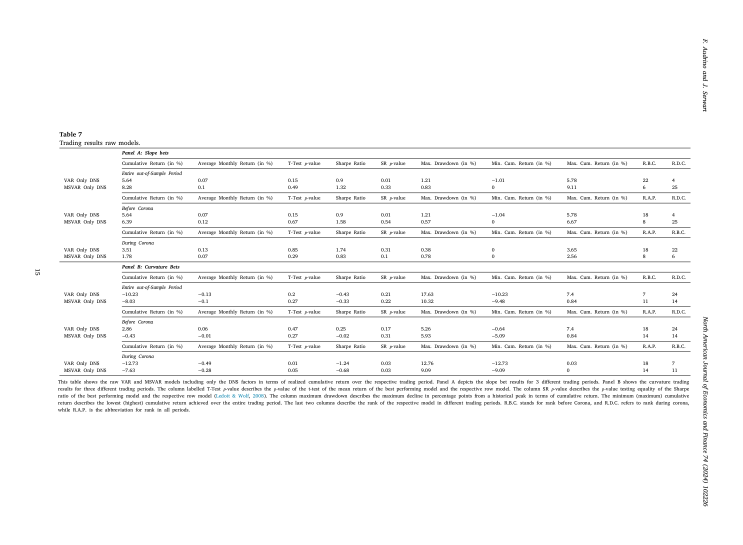 F. Audrino and J. Serwart
Table 7
Trading results raw models.
Panel A: Slope bets
Cumulative Return (in %) Average Monthly Return (in %) T-Test p-value Sharpe Ratio SR p-value Max. Drawdown (in %) Min. Cum. Return (in %) Max. Cum. Return (in %) R.B.C. R.D.C.
Entire out-of-Sample Period
VAR Only DNS 5.64 0.07 0.15 0.9 0.01 1.21 −1.01 5.78 22 4
MSVAR Only DNS 8.28 0.1 0.49 1.32 0.33 0.83 0 9.11 6 25
Cumulative Return (in %) Average Monthly Return (in %) T-Test p-value Sharpe Ratio SR p-value Max. Drawdown (in %) Min. Cum. Return (in %) Max. Cum. Return (in %) R.A.P. R.D.C.
Before Corona
VAR Only DNS 5.64 0.07 0.15 0.9 0.01 1.21 −1.04 5.78 18 4
MSVAR Only DNS 6.39 0.12 0.67 1.58 0.54 0.57 0 6.67 8 25
Cumulative Return (in %) Average Monthly Return (in %) T-Test p-value Sharpe Ratio SR p-value Max. Drawdown (in %) Min. Cum. Return (in %) Max. Cum. Return (in %) R.A.P. R.B.C.
During Corona
VAR Only DNS 3.51 0.13 0.85 1.74 0.31 0.38 0 3.65 18 22
MSVAR Only DNS 1.78 0.07 0.29 0.83 0.1 0.78 0 2.56 8 6
Panel B: Curvature Bets
Cumulative Return (in %) Average Monthly Return (in %) T-Test p-value Sharpe Ratio SR p-value Max. Drawdown (in %) Min. Cum. Return (in %) Max. Cum. Return (in %) R.B.C. R.D.C.
Entire out-of-Sample Period
VAR Only DNS −10.23 −0.13 0.2 −0.43 0.21 17.63 −10.23 7.4 7 24
MSVAR Only DNS −8.03 −0.1 0.27 −0.33 0.22 10.32 −9.48 0.84 11 14
Cumulative Return (in %) Average Monthly Return (in %) T-Test p-value Sharpe Ratio SR p-value Max. Drawdown (in %) Min. Cum. Return (in %) Max. Cum. Return (in %) R.A.P. R.D.C.
Before Corona
VAR Only DNS 2.86 0.06 0.47 0.25 0.17 5.26 −0.64 7.4 18 24
MSVAR Only DNS −0.43 −0.01 0.27 −0.02 0.31 5.93 −5.09 0.84 14 14
Cumulative Return (in %) Average Monthly Return (in %) T-Test p-value Sharpe Ratio SR p-value Max. Drawdown (in %) Min. Cum. Return (in %) Max. Cum. Return (in %) R.A.P. R.B.C.
During Corona
VAR Only DNS −12.73 −0.49 0.01 −1.24 0.03 12.76 −12.73 0.03 18 7
MSVAR Only DNS −7.63 −0.28 0.05 −0.68 0.03 9.09 −9.09 0 14 11
This table shows the raw VAR and MSVAR models including only the DNS factors in terms of realized cumulative return over the respective trading period. Panel A depicts the slope bet results for 3 different trading periods. Panel B shows the curvature trading
results for three different trading periods. The column labelled T-Test p-value describes the p-value of the t-test of the mean return of the best performing model and the respective row model. The column SR p-value describes the p-value testing equality of the Sharpe
ratio of the best performing model and the respective row model (Ledoit & Wolf, 2008). The column maximum drawdown describes the maximum decline in percentage points from a historical peak in terms of cumulative return. The minimum (maximum) cumulative
return describes the lowest (highest) cumulative return achieved over the entire trading period. The last two columns describe the rank of the respective model in different trading periods. R.B.C. stands for rank before Corona, and R.D.C. refers to rank during corona,
while R.A.P. is the abbreviation for rank in all periods.
15
North American Journal of Economics and Finance 74 (2024) 102226